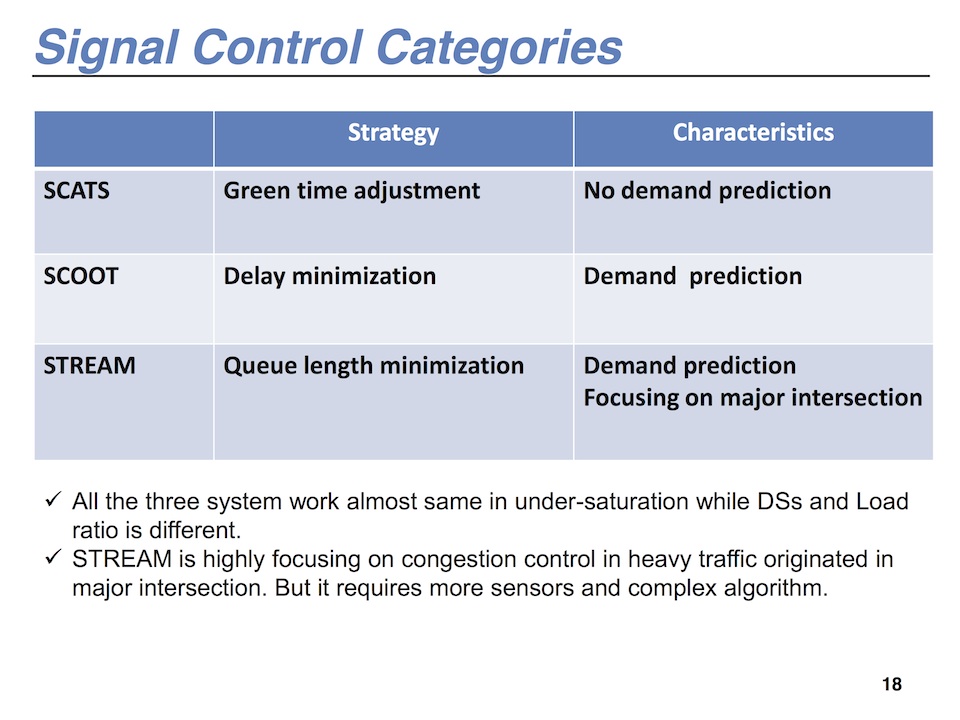 Signal Control Categories
Strategy Characteristics
SCATS Green time adjustment No demand prediction
SCOOT Delay minimization Demand  prediction
STREAM Queue length minimization Demand prediction
Focusing on major intersection
✓ All the three system work almost same in under-saturation while DSs and Load
ratio is different.
✓ STREAM is highly focusing on congestion control in heavy traffic originated in
major intersection. But it requires more sensors and complex algorithm.
18